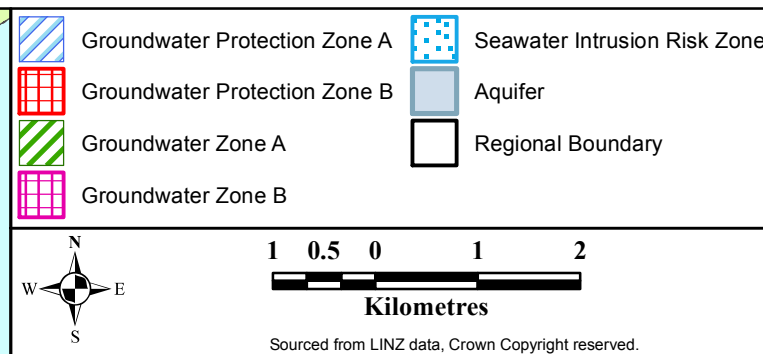 Groundwater Protection Zone A
Groundwater Protection Zone B
Groundwater Zone A
Groundwater Zone B
Seawater Intrusion Risk Zone
Aquifer
Regional Boundary
N
W E
S
1 0.5 0 1 2
Kilometres
Sourced from LINZ data, Crown Copyright reserved.